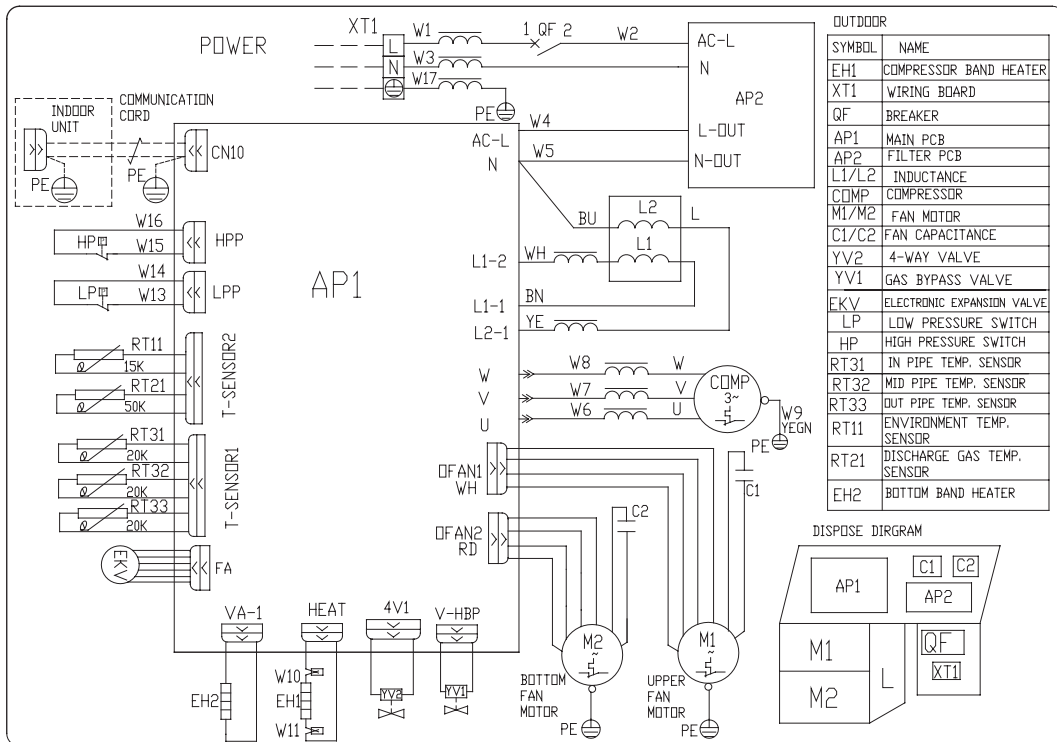 POWER
XT1
L
N
W1
W3
W17
1 QF 2
W2
PE
AC-L
N
AP2
L-OUT
N-OUT
W4
W5
INDOOR
UNIT
COMMUNICATION
CORD
PE
PE
CN10
AC-L
N
AP1
W16
HP
P
W15
HPP
W14
LP
P
W13
LPP
RT11
15K
RT21
50K
T-SENSOR2
RT31
20K
RT32
20K
RT33
20K
T-SENSOR1
EKV
FA
BU
L2
L
L1
L1-2
WH
L1-1
BN
L2-1
YE
W
W8
W
V
W7
V
U
W6
U
COMP
3~
W9
YEGN
PE
OFAN1
WH
OFAN2
RD
C1
C2
M2
~
M1
~
BOTTOM
FAN
MOTOR
PE
UPPER
FAN
MOTOR
PE
VA-1
HEAT
4V1
V-HBP
EH2
W10
EH1
W11
YV2
YV1
OUTDOOR
SYMBOL NAME
EH1 COMPRESSOR BAND HEATER
XT1 WIRING BOARD
QF BREAKER
AP1 MAIN PCB
AP2 FILTER PCB
L1/L2 INDUCTANCE
COMP COMPRESSOR
M1/M2 FAN MOTOR
C1/C2 FAN CAPACITANCE
YV2 4-WAY VALVE
YV1 GAS BYPASS VALVE
EKV ELECTRONIC EXPANSION VALVE
LP LOW PRESSURE SWITCH
HP HIGH PRESSURE SWITCH
RT31 IN PIPE TEMP. SENSOR
RT32 MID PIPE TEMP. SENSOR
RT33 OUT PIPE TEMP. SENSOR
RT11 ENVIRONMENT TEMP.
SENSOR
RT21 DISCHARGE GAS TEMP.
SENSOR
EH2 BOTTOM BAND HEATER
DISPOSE DIRGRAM
AP1
C1
C2
AP2
M1
M2
L
QF
XT1